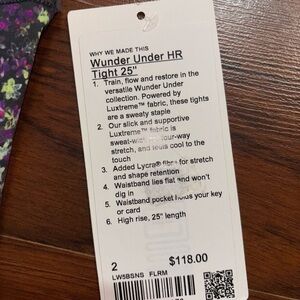 WHY WE MADE THIS
Wunder Under HR
Tight 25"
1. Train, flow and restore in the
versatile Wunder Under
collection. Powered by
Luxtreme™ fabric, these tights
are a sweaty staple
2. Our slick and supportive
Luxtreme™ fabric is
sweat-wicking, four-way
stretch, and feels cool to the
touch
3. Added Lycra® fibre for stretch
and shape retention
4. Waistband lies flat and won't
dig in
5. Waistband pocket holds your key
or card
6. High rise, 25" length
2 $118.00
LW5BSNS FLRM